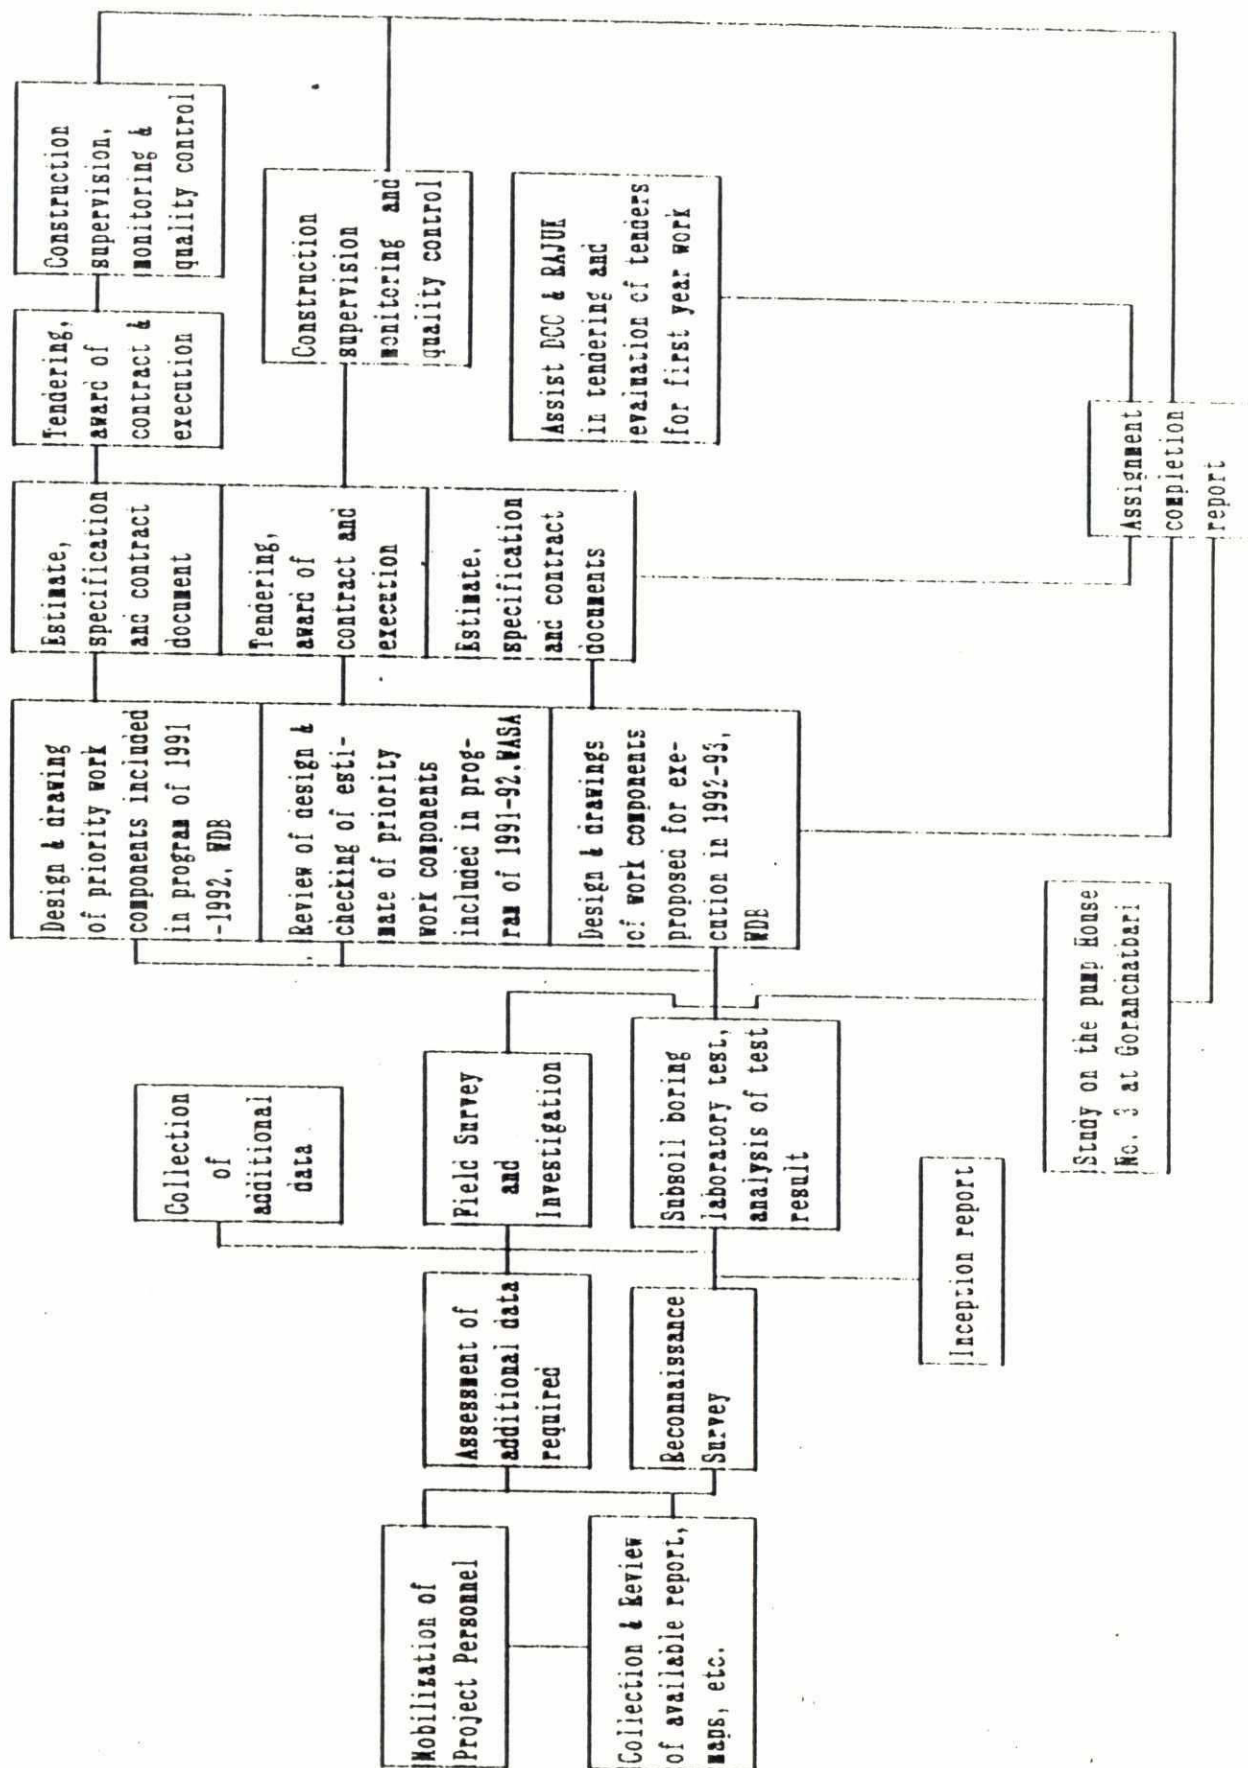 Mobilization of
Project Personnel
Collection & Review
of available report,
maps, etc.
Assessment of
additional data
required
Reconnaissance
Survey
Collection
of
additional
data
Field Survey
and
Investigation
Subsoil boring
laboratory test,
analysis of test
result
Inception report
Study on the pump House
No. 3 at Goranchatbari
Design & drawing
of priority work
components included
in program of 1991
-1992, WDB
Review of design &
checking of esti-
mate of priority
work components
included in prog-
ram of 1991-92.WASA
Design & drawings
of work components
proposed for exe-
cution in 1992-93,
WDB
Estimate,
specification
and contract
document
Tendering,
award of
contract and
execution
Estimate,
specification
and contract
documents
Tendering,
award of
contract &
execution
Construction
supervision,
monitoring &
quality control
Construction
supervision
monitoring and
quality control
Assist DCC & RAJUK
in tendering and
evaluation of tenders
for first year work
Assignment
completion
report